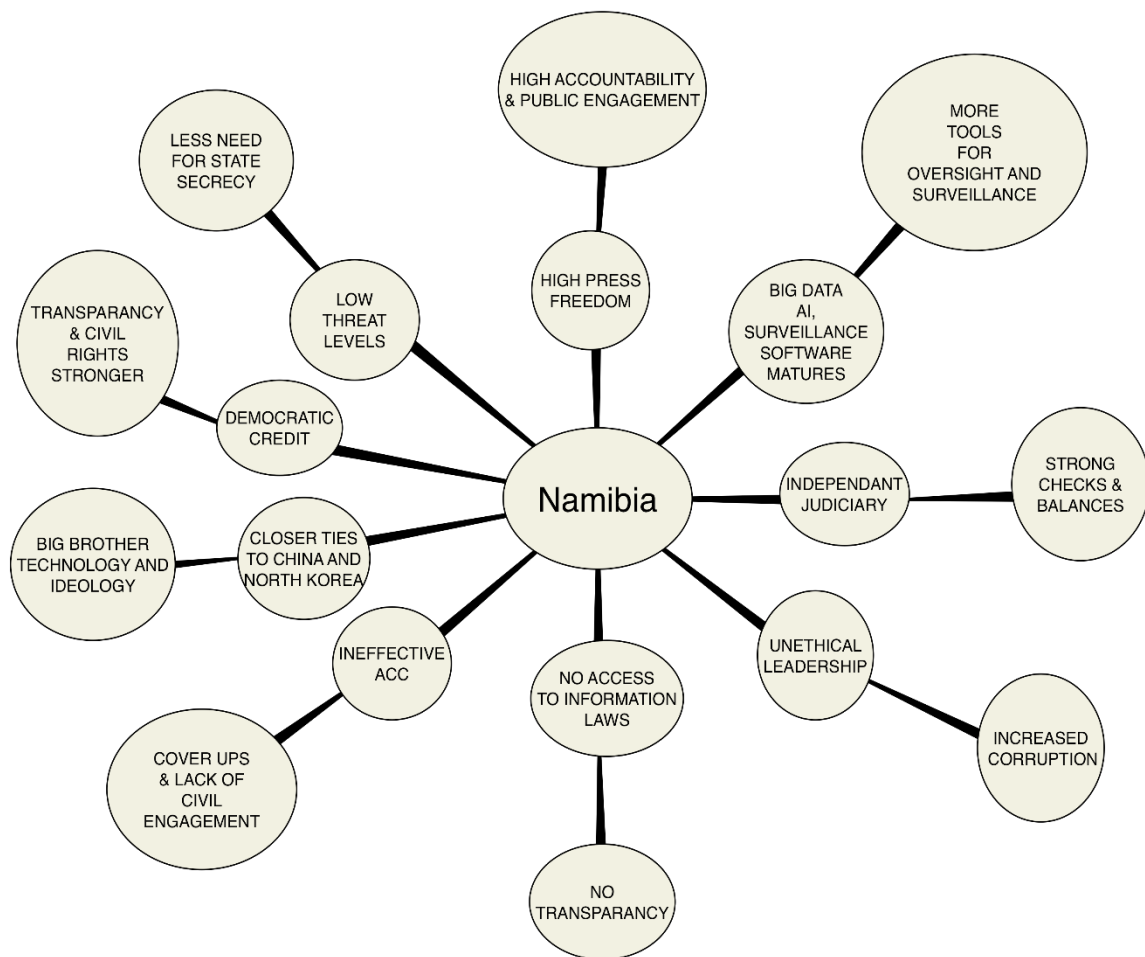 HIGH ACCOUNTABILITY
& PUBLIC ENGAGEMENT
HIGH PRESS
FREEDOM
MORE
TOOLS
FOR
OVERSIGHT AND
SURVEILLANCE
BIG DATA
AI,
SURVEILLANCE
SOFTWARE
MATURES
LESS NEED
FOR STATE
SECRECY
LOW
THREAT
LEVELS
TRANSPARANCY
& CIVIL
RIGHTS
STRONGER
DEMOCRATIC
CREDIT
Namibia
INDEPENDANT
JUDICIARY
STRONG
CHECKS &
BALANCES
BIG BROTHER
TECHNOLOGY AND
IDEOLOGY
CLOSER TIES
TO CHINA AND
NORTH KOREA
INEFFECTIVE
ACC
COVER UPS
& LACK OF
CIVIL
ENGAGEMENT
NO ACCESS
TO INFORMATION
LAWS
NO
TRANSPARANCY
UNETHICAL
LEADERSHIP
INCREASED
CORRUPTION